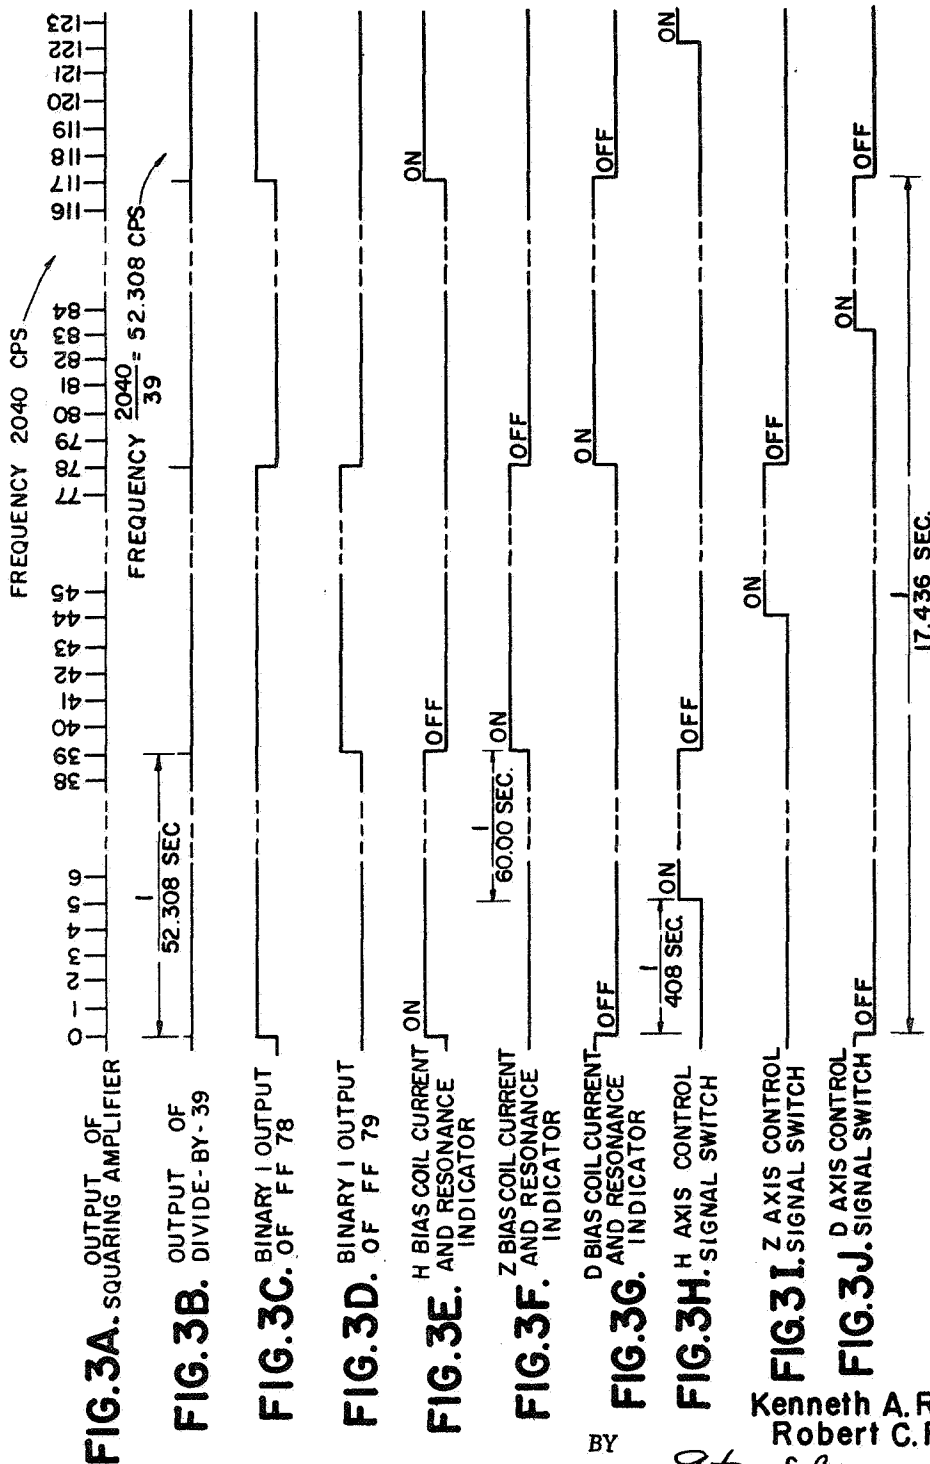 FREQUENCY 2040 CPS
FREQUENCY 2040/39 = 52.308 CPS
FIG.3A. OUTPUT OF
SQUARING AMPLIFIER
0 1 2 3 4 5 6 38 39 40 41 42 43 44 45 77 78 79 80 81 82 83 84 116 117 118 119 120 121 122 123
FIG.3B. OUTPUT OF
DIVIDE-BY-39
1/52.308 SEC
FIG.3C. BINARY 1 OUTPUT
OF FF 78
FIG.3D. BINARY 1 OUTPUT
OF FF 79
FIG.3E. H BIAS COIL CURRENT
AND RESONANCE
INDICATOR
ON OFF ON
FIG.3F. Z BIAS COIL CURRENT
AND RESONANCE
INDICATOR
1/60.00 SEC.
ON OFF
FIG.3G. D BIAS COIL CURRENT
AND RESONANCE
INDICATOR
OFF ON OFF
FIG.3H. H AXIS CONTROL
SIGNAL SWITCH
1/408 SEC.
ON OFF ON
FIG.3I. Z AXIS CONTROL
SIGNAL SWITCH
ON OFF
FIG.3J. D AXIS CONTROL
SIGNAL SWITCH
OFF ON OFF
1/17.436 SEC.
Kenneth A. R
Robert C. F
BY